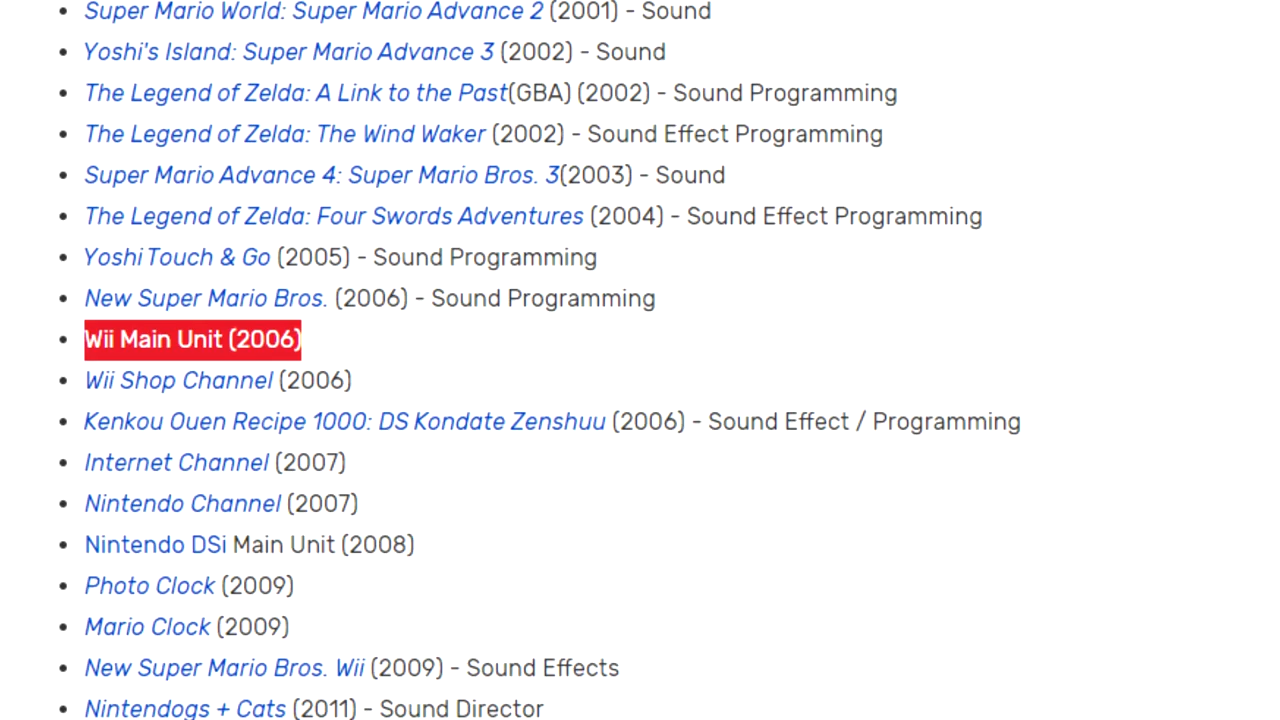 Super Mario World: Super Mario Advance 2 (2001) - Sound
Yoshi's Island: Super Mario Advance 3 (2002) - Sound
The Legend of Zelda: A Link to the Past(GBA) (2002) - Sound Programming
The Legend of Zelda: The Wind Waker (2002) - Sound Effect Programming
Super Mario Advance 4: Super Mario Bros. 3(2003) - Sound
The Legend of Zelda: Four Swords Adventures (2004) - Sound Effect Programming
Yoshi Touch & Go (2005) - Sound Programming
New Super Mario Bros. (2006) - Sound Programming
Wii Main Unit (2006)
Wii Shop Channel (2006)
Kenkou Ouen Recipe 1000: DS Kondate Zenshuu (2006) - Sound Effect / Programming
Internet Channel (2007)
Nintendo Channel (2007)
Nintendo DSi Main Unit (2008)
Photo Clock (2009)
Mario Clock (2009)
New Super Mario Bros. Wii (2009) - Sound Effects
Nintendogs + Cats (2011) - Sound Director